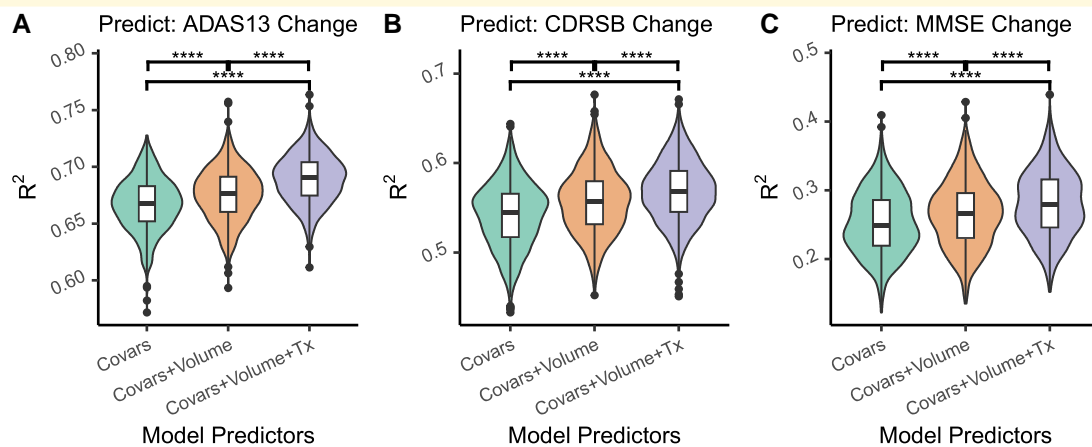 A Predict: ADAS13 Change
0.80
0.75
0.70
0.65
0.60
R2
**** ****
****
Covars
Covars+Volume
Covars+Volume+Tx
Model Predictors
B Predict: CDRSB Change
0.7
0.6
0.5
R2
**** ****
****
Covars
Covars+Volume
Covars+Volume+Tx
Model Predictors
C Predict: MMSE Change
0.5
0.4
0.3
0.2
R2
**** ****
****
Covars
Covars+Volume
Covars+Volume+Tx
Model Predictors